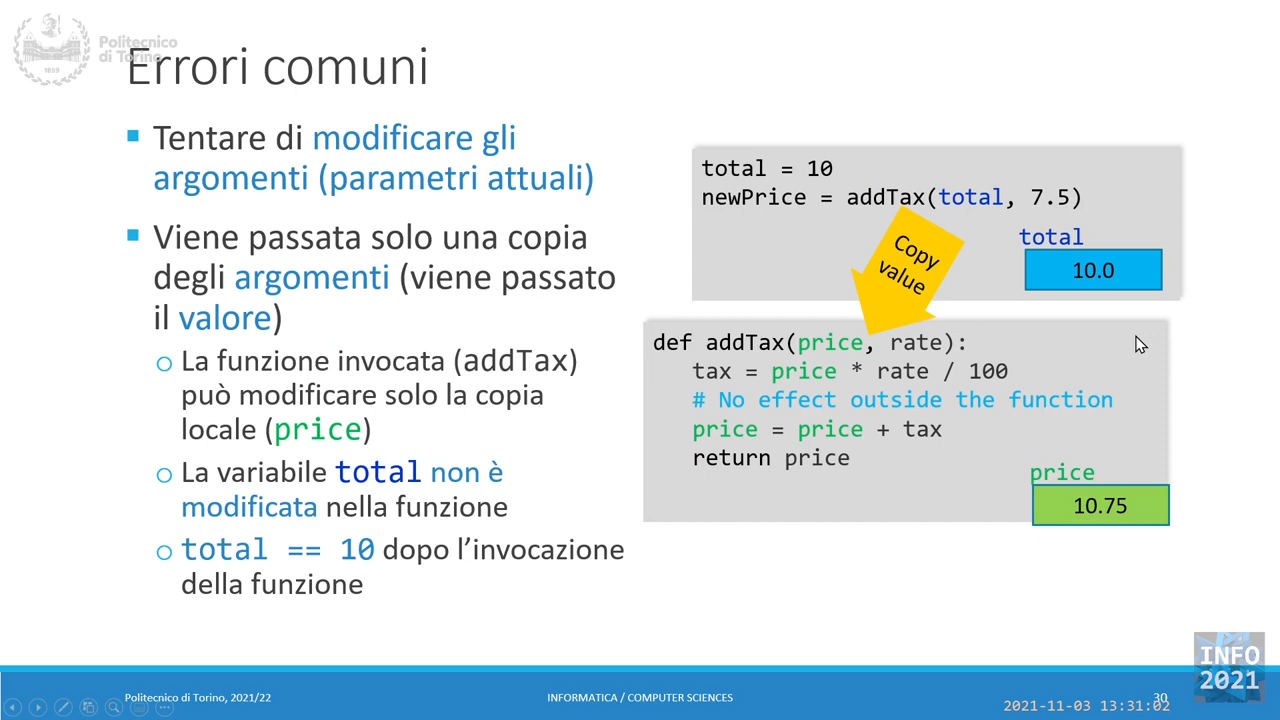 Politecnico
di Torino
1859
Errori comuni
Tentare di modificare gli
argomenti (parametri attuali)
Viene passata solo una copia
degli argomenti (viene passato
il valore)
La funzione invocata (addTax)
può modificare solo la copia
locale (price)
La variabile total non è
modificata nella funzione
total == 10 dopo l’invocazione
della funzione
total = 10
newPrice = addTax(total, 7.5)
total
10.0
Copy
value
def addTax(price, rate):
tax = price * rate / 100
# No effect outside the function
price = price + tax
return price
price
10.75
Politecnico di Torino, 2021/22
INFORMATICA / COMPUTER SCIENCES
30
INFO
2021
2021-11-03 13:31:02